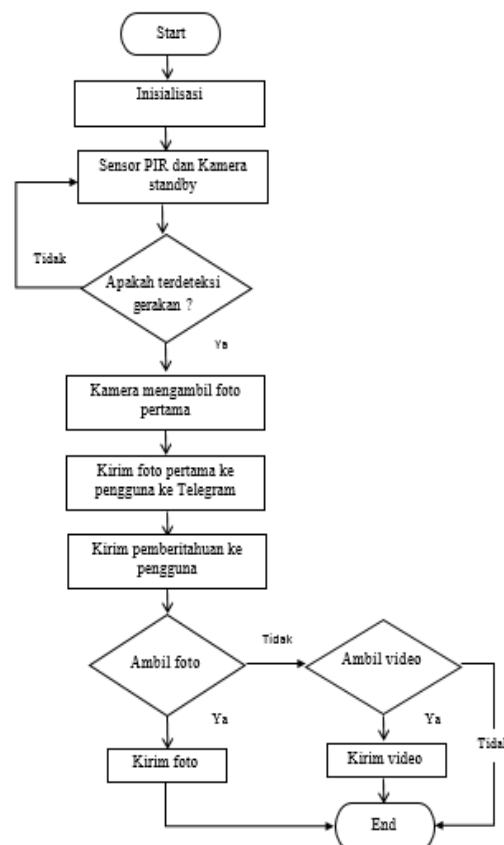 Start
Inisialisasi
Sensor PIR dan Kamera
standby
Tidak
Apakah terdeteksi
gerakan ?
Ya
Kamera mengambil foto
pertama
Kirim foto pertama ke
pengguna ke Telegram
Kirim pemberitahuan ke
pengguna
Ambil foto
Tidak
Ambil video
Ya
Ya
Tidak
Kirim foto
Kirim video
End